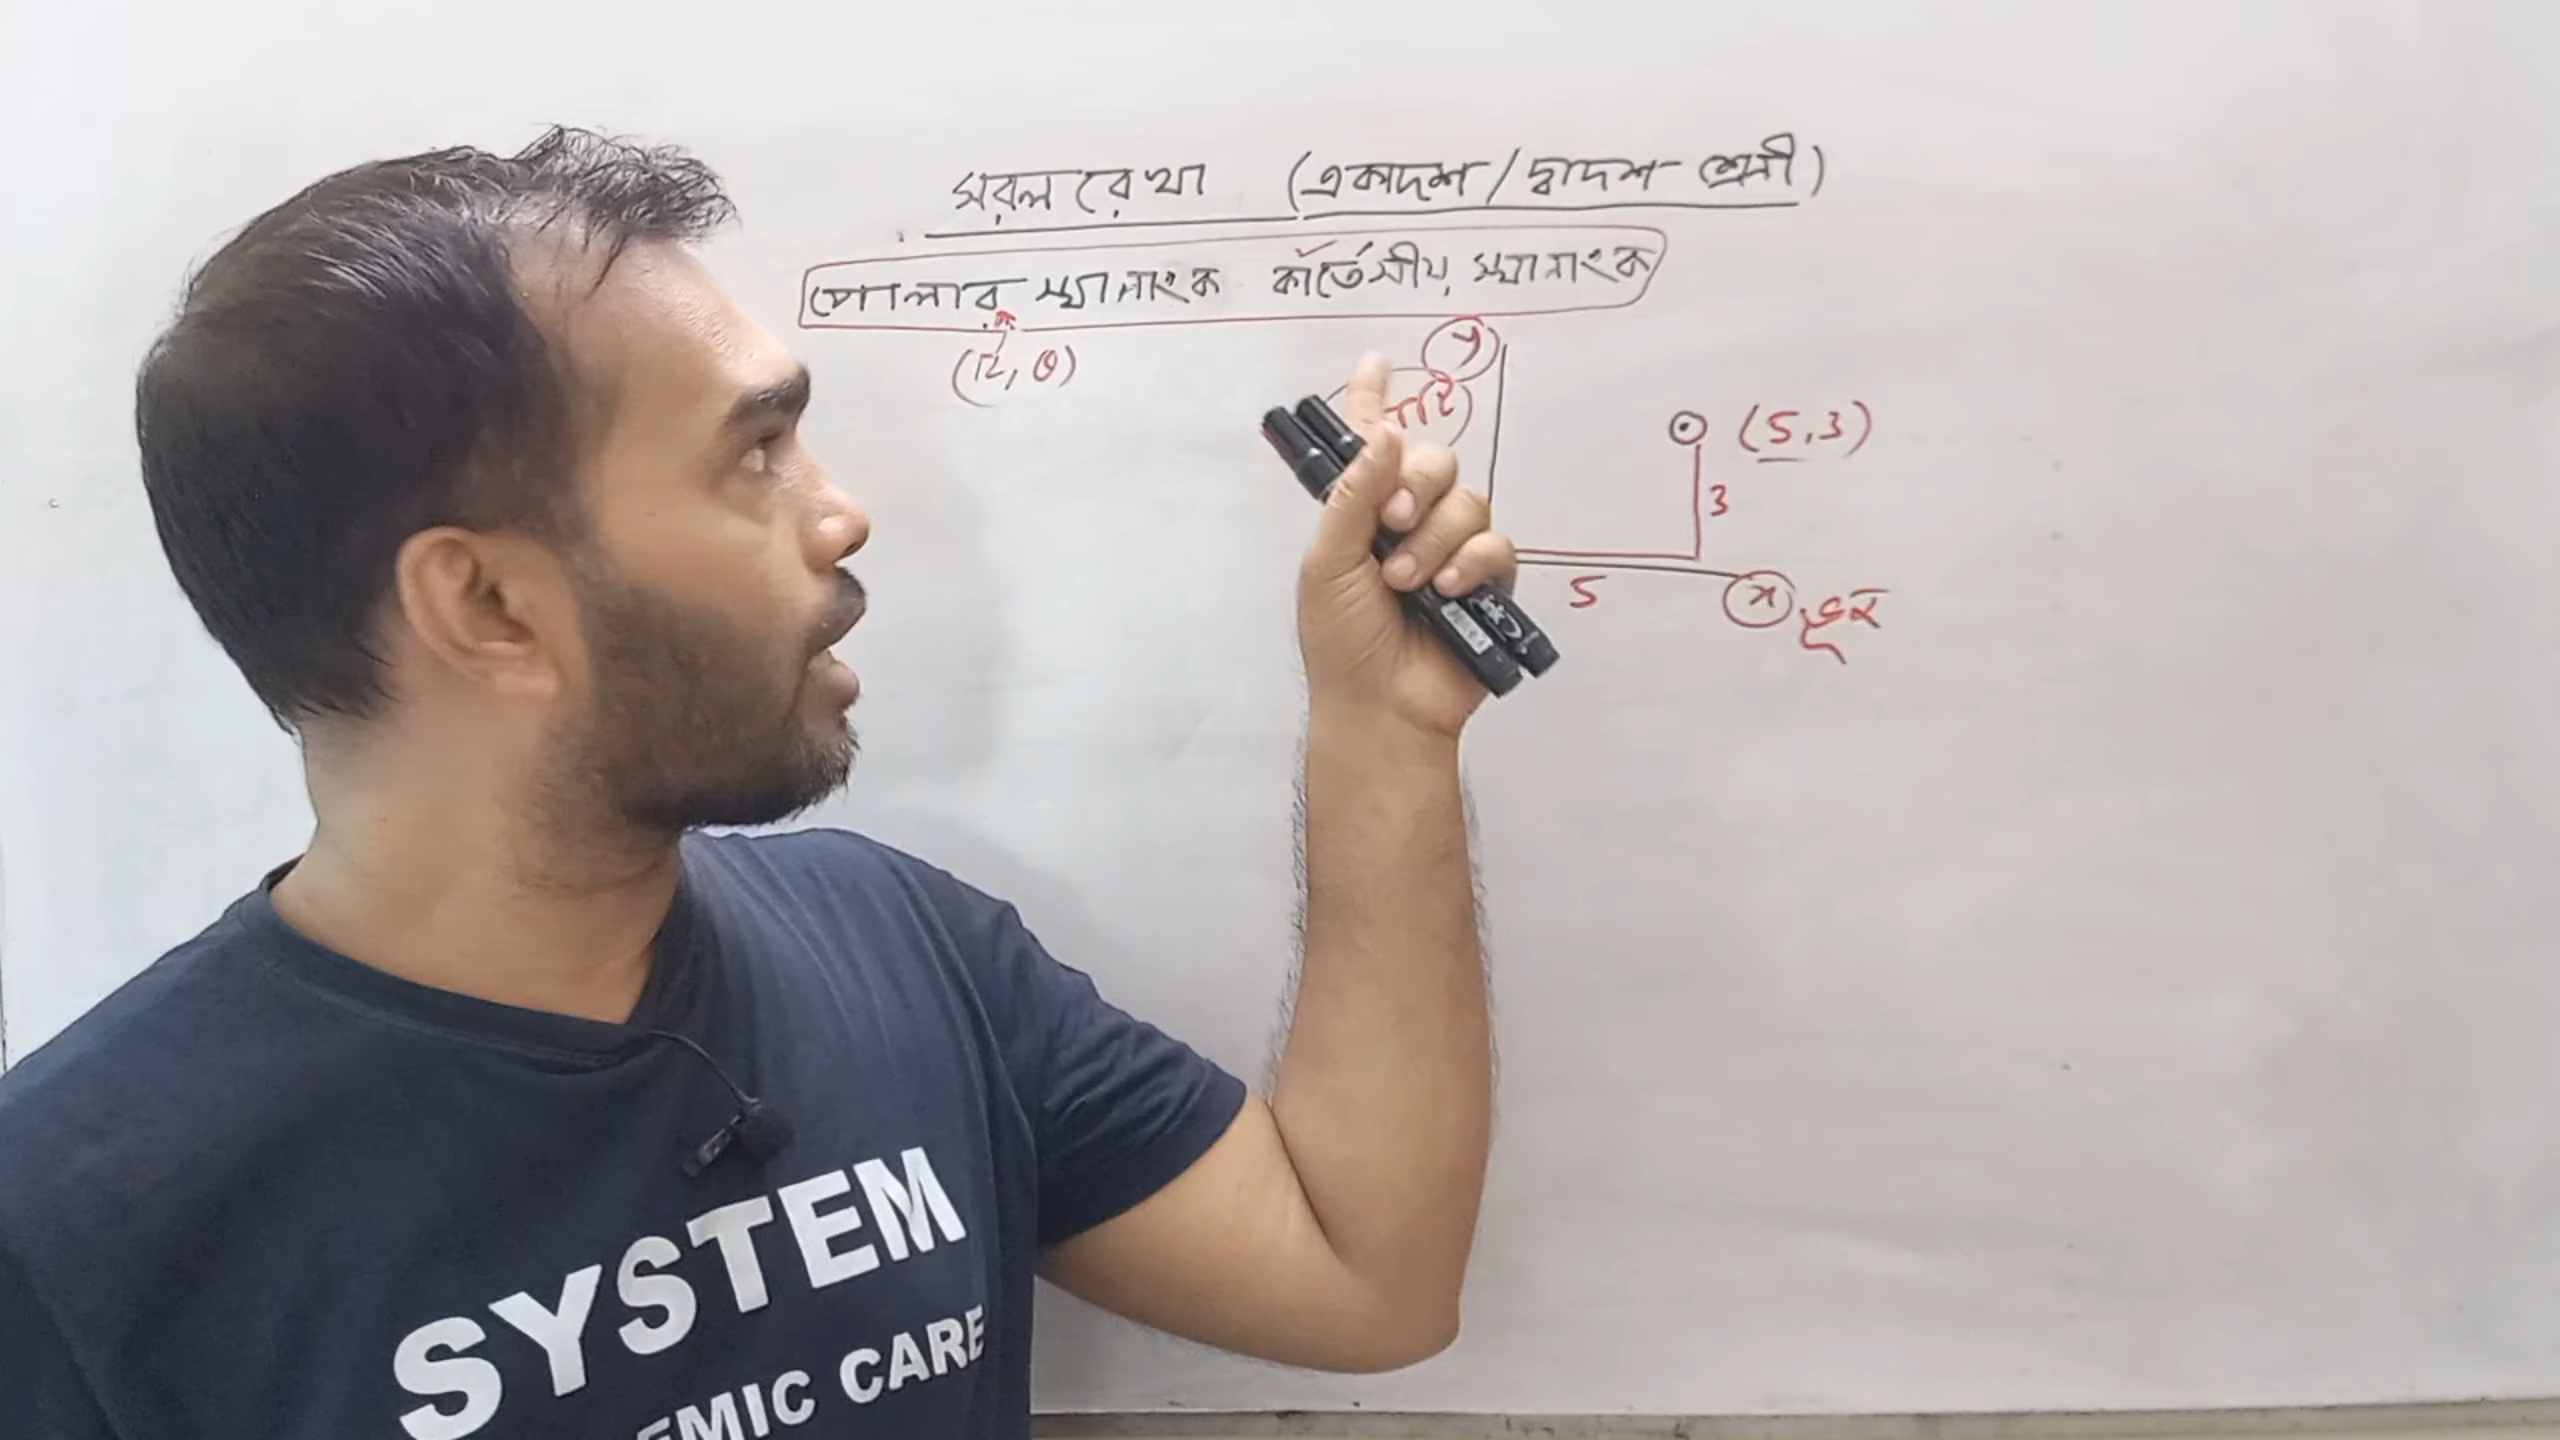 সরল রেখা (একাদশ/দ্বাদশ শ্রেনী)
পোলার স্থানাংক কার্তেসীয় স্থানাংক
(r, θ)
y
(5,3)
3
5
x
SYSTEM
EMIC CARE